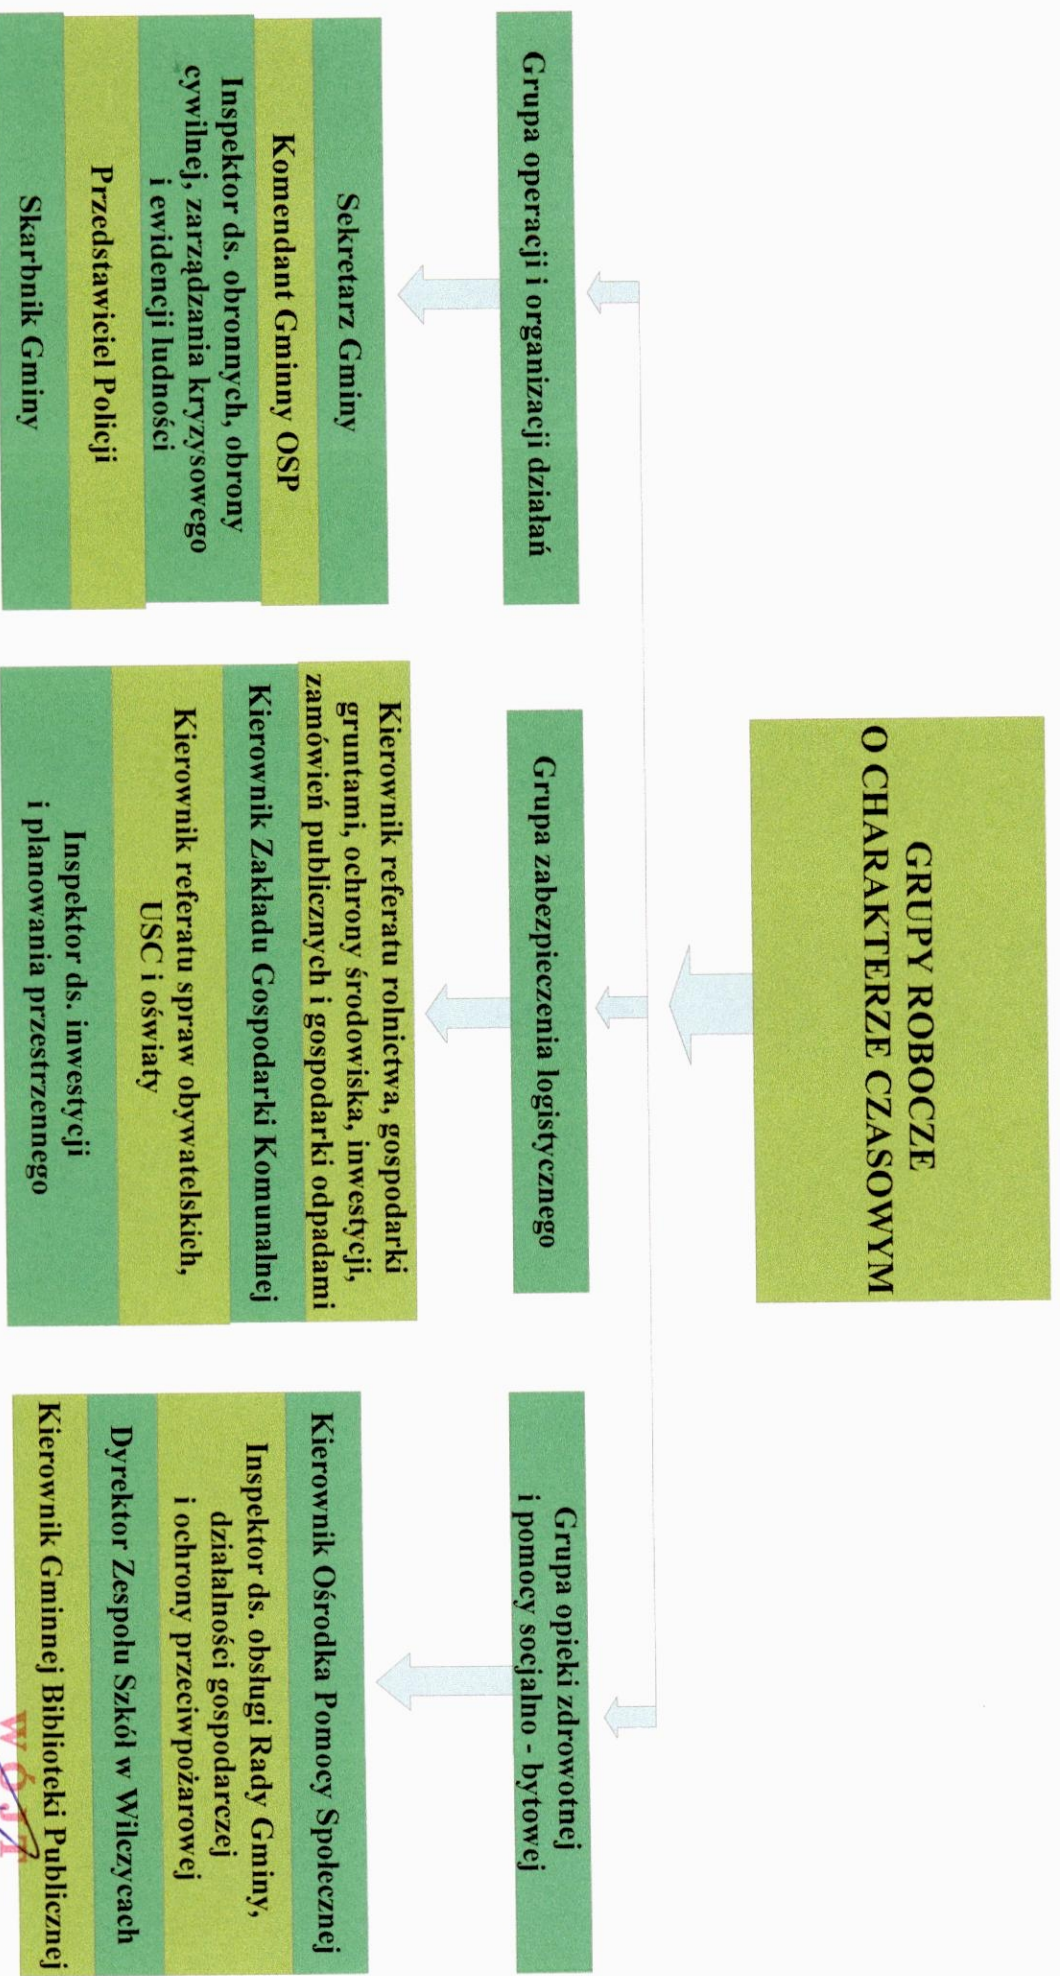 GRUPY ROBOCZE
O CHARAKTERZE CZASOWYM
Grupa operacji i organizacji działań
Sekretarz Gminy
Komendant Gminny OSP
Inspektor ds. obronnych, obrony
cywilnej, zarządzania kryzysowego
i ewidencji ludności
Przedstawiciel Policji
Skarbnik Gminy
Grupa zabezpieczenia logistycznego
Kierownik referatu rolnictwa, gospodarki
gruntami, ochrony środowiska, inwestycji,
zamówień publicznych i gospodarki odpadami
Kierownik Zakładu Gospodarki Komunalnej
Kierownik referatu spraw obywatelskich,
USC i oświaty
Inspektor ds. inwestycji
i planowania przestrzennego
Grupa opieki zdrowotnej
i pomocy socjalno - bytowej
Kierownik Ośrodka Pomocy Społecznej
Inspektor ds. obsługi Rady Gminy,
działalności gospodarczej
i ochrony przeciwpożarowej
Dyrektor Zespołu Szkół w Wilczycach
Kierownik Gminnej Biblioteki Publicznej
WÓJT